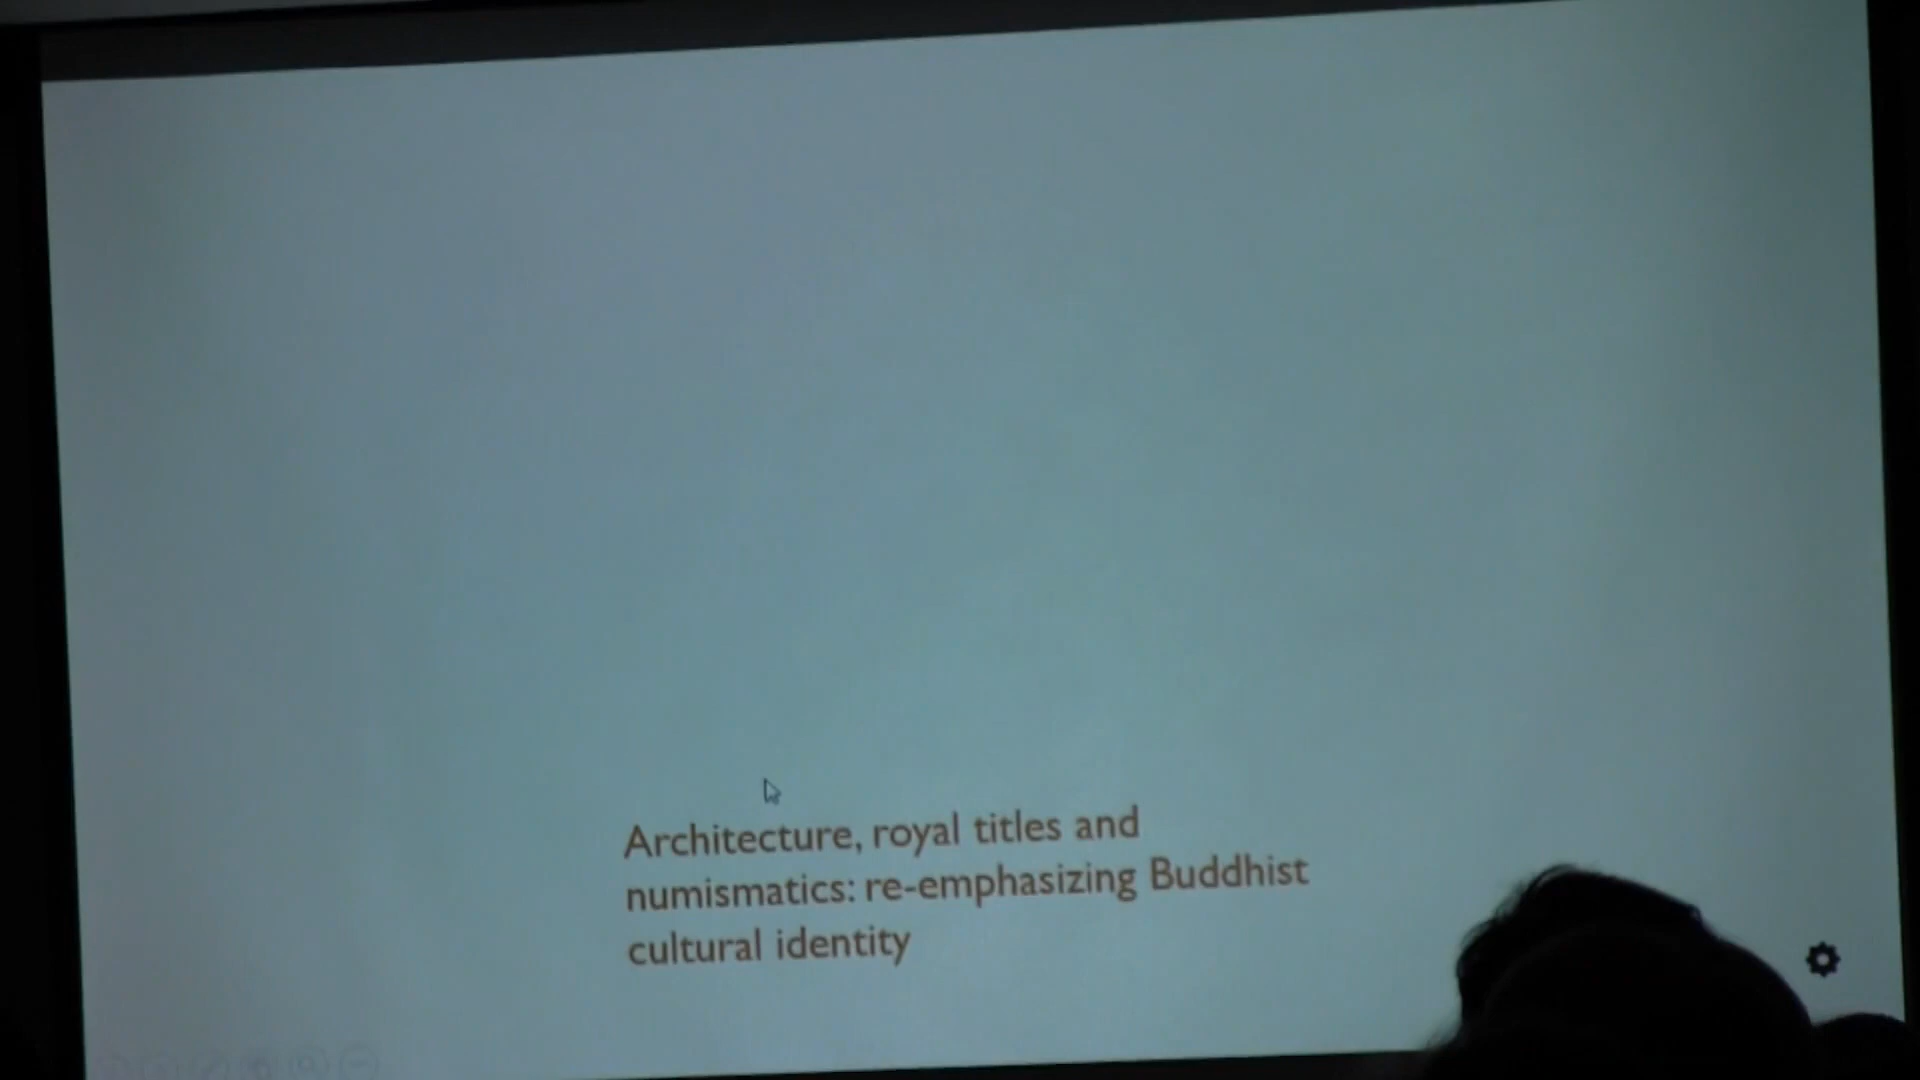 Architecture, royal titles and
numismatics: re-emphasizing Buddhist
cultural identity